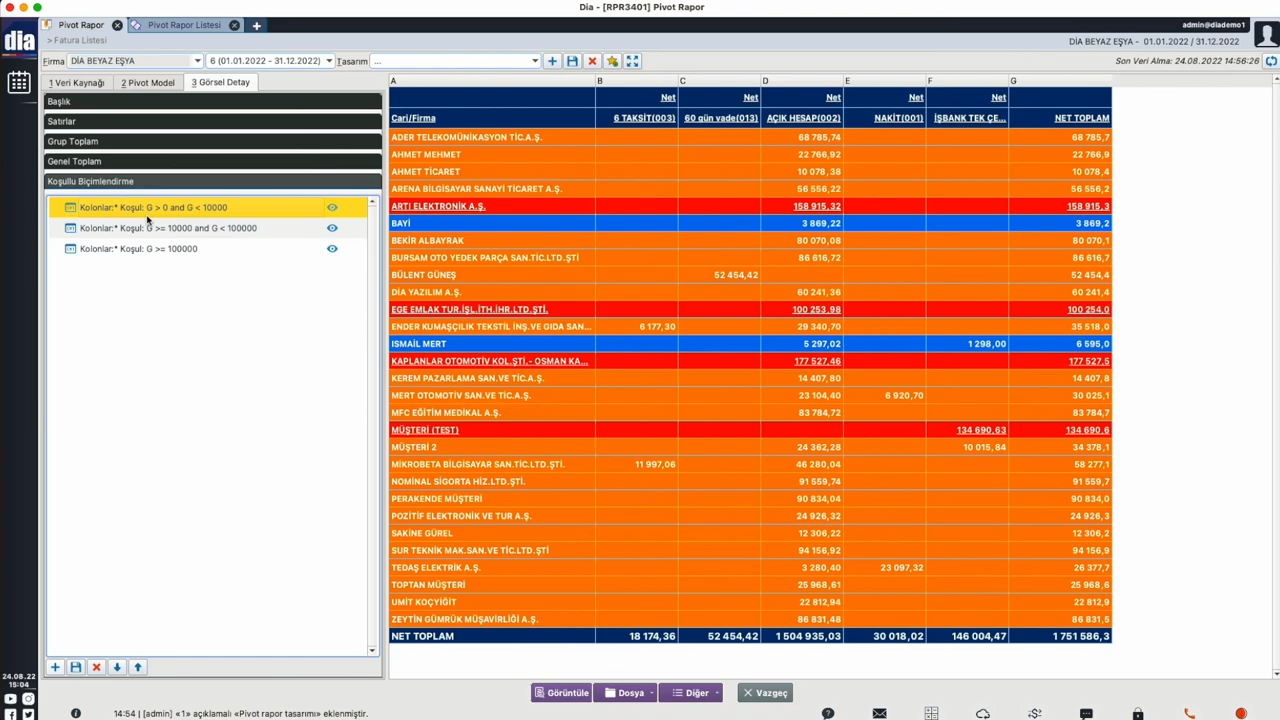 Dia - [RPR3401] Pivot Rapor
dia
Pivot Rapor
Pivot Rapor Listesi
admin@diademo1
> Fatura Listesi
DİA BEYAZ EŞYA - 01.01.2022 / 31.12.2022
Firma DİA BEYAZ EŞYA 6 (01.01.2022 - 31.12.2022) Tasarım ...
Son Veri Alma: 24.08.2022 14:56:26
1 Veri Kaynağı 2 Pivot Model 3 Görsel Detay
Başlık
Satırlar
Grup Toplam
Genel Toplam
Koşullu Biçimlendirme
Kolonlar:* Koşul: G > 0 and G < 10000
Kolonlar:* Koşul: G >= 10000 and G < 100000
Kolonlar:* Koşul: G >= 100000
A B C D E F G
Net Net Net Net Net
Cari/Firma 6 TAKSİT(003) 60 gün vade(013) AÇIK HESAP(002) NAKİT(001) İŞBANK TEK ÇE... NET TOPLAM
ADER TELEKOMÜNİKASYON TİC.A.Ş. 68 785,74 68 785,7
AHMET MEHMET 22 766,92 22 766,9
AHMET TİCARET 10 078,38 10 078,4
ARENA BİLGİSAYAR SANAYİ TİCARET A.Ş. 56 556,22 56 556,2
ARTI ELEKTRONİK A.Ş. 158 915,32 158 915,3
BAYİ 3 869,22 3 869,2
BEKİR ALBAYRAK 80 070,08 80 070,1
BURSAM OTO YEDEK PARÇA SAN.TİC.LTD.ŞTİ 86 616,72 86 616,7
BÜLENT GÜNEŞ 52 454,42 52 454,4
DİA YAZILIM A.Ş. 60 241,36 60 241,4
EGE EMLAK TUR.İŞL.İTH.İHR.LTD.ŞTİ. 100 253,98 100 254,0
ENDER KUMAŞÇILIK TEKSTİL İNŞ.VE GIDA SAN... 6 177,30 29 340,70 35 518,0
ISMAİL MERT 5 297,02 1 298,00 6 595,0
KAPLANLAR OTOMOTİV KOL.ŞTİ.- OSMAN KA... 177 527,46 177 527,5
KEREM PAZARLAMA SAN.VE TİC.A.Ş. 14 407,80 14 407,8
MERT OTOMOTİV SAN.VE TİC.A.Ş. 23 104,40 6 920,70 30 025,1
MFC EĞİTİM MEDİKAL A.Ş. 83 784,72 83 784,7
MÜŞTERİ (TEST) 134 690,63 134 690,6
MÜŞTERİ 2 24 362,28 10 015,84 34 378,1
MİKROBETA BİLGİSAYAR SAN.TİC.LTD.ŞTİ. 11 997,06 46 280,04 58 277,1
NOMİNAL SİGORTA HİZ.LTD.ŞTİ. 91 559,74 91 559,7
PERAKENDE MÜŞTERİ 90 834,04 90 834,0
POZİTİF ELEKTRONİK VE TUR A.Ş. 24 926,32 24 926,3
SAKİNE GÜREL 12 306,22 12 306,2
SUR TEKNİK MAK.SAN.VE TİC.LTD.ŞTİ 94 156,92 94 156,9
TEDAŞ ELEKTRİK A.Ş. 3 280,40 23 097,32 26 377,7
TOPTAN MÜŞTERİ 25 968,61 25 968,6
UMİT KOÇYİĞİT 22 812,94 22 812,9
ZEYTİN GÜMRÜK MÜŞAVİRLİĞİ A.Ş. 86 831,48 86 831,5
NET TOPLAM 18 174,36 52 454,42 1 504 935,03 30 018,02 146 004,47 1 751 586,3
24.08.22
15:04
Görüntüle Dosya Diğer Vazgeç
14:54 | [admin] «1» açıklamalı «Pivot rapor tasarımı» eklenmiştir.